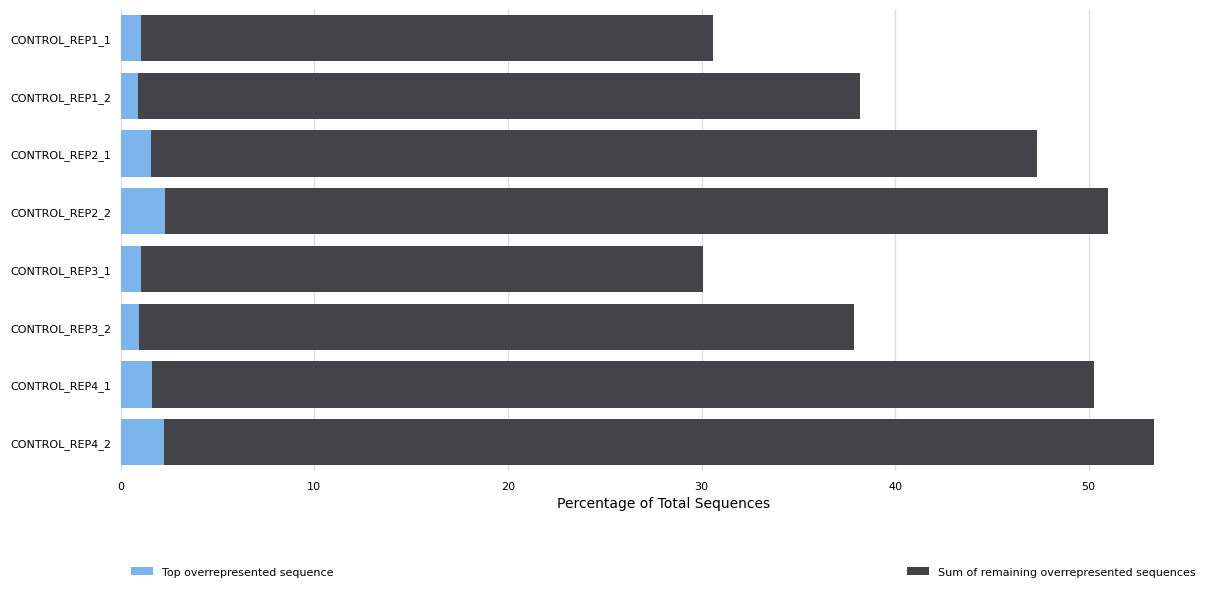 CONTROL_REP1_1
CONTROL_REP1_2
CONTROL_REP2_1
CONTROL_REP2_2
CONTROL_REP3_1
CONTROL_REP3_2
CONTROL_REP4_1
CONTROL_REP4_2
0 10 20 30 40 50
Percentage of Total Sequences
Top overrepresented sequence
Sum of remaining overrepresented sequences